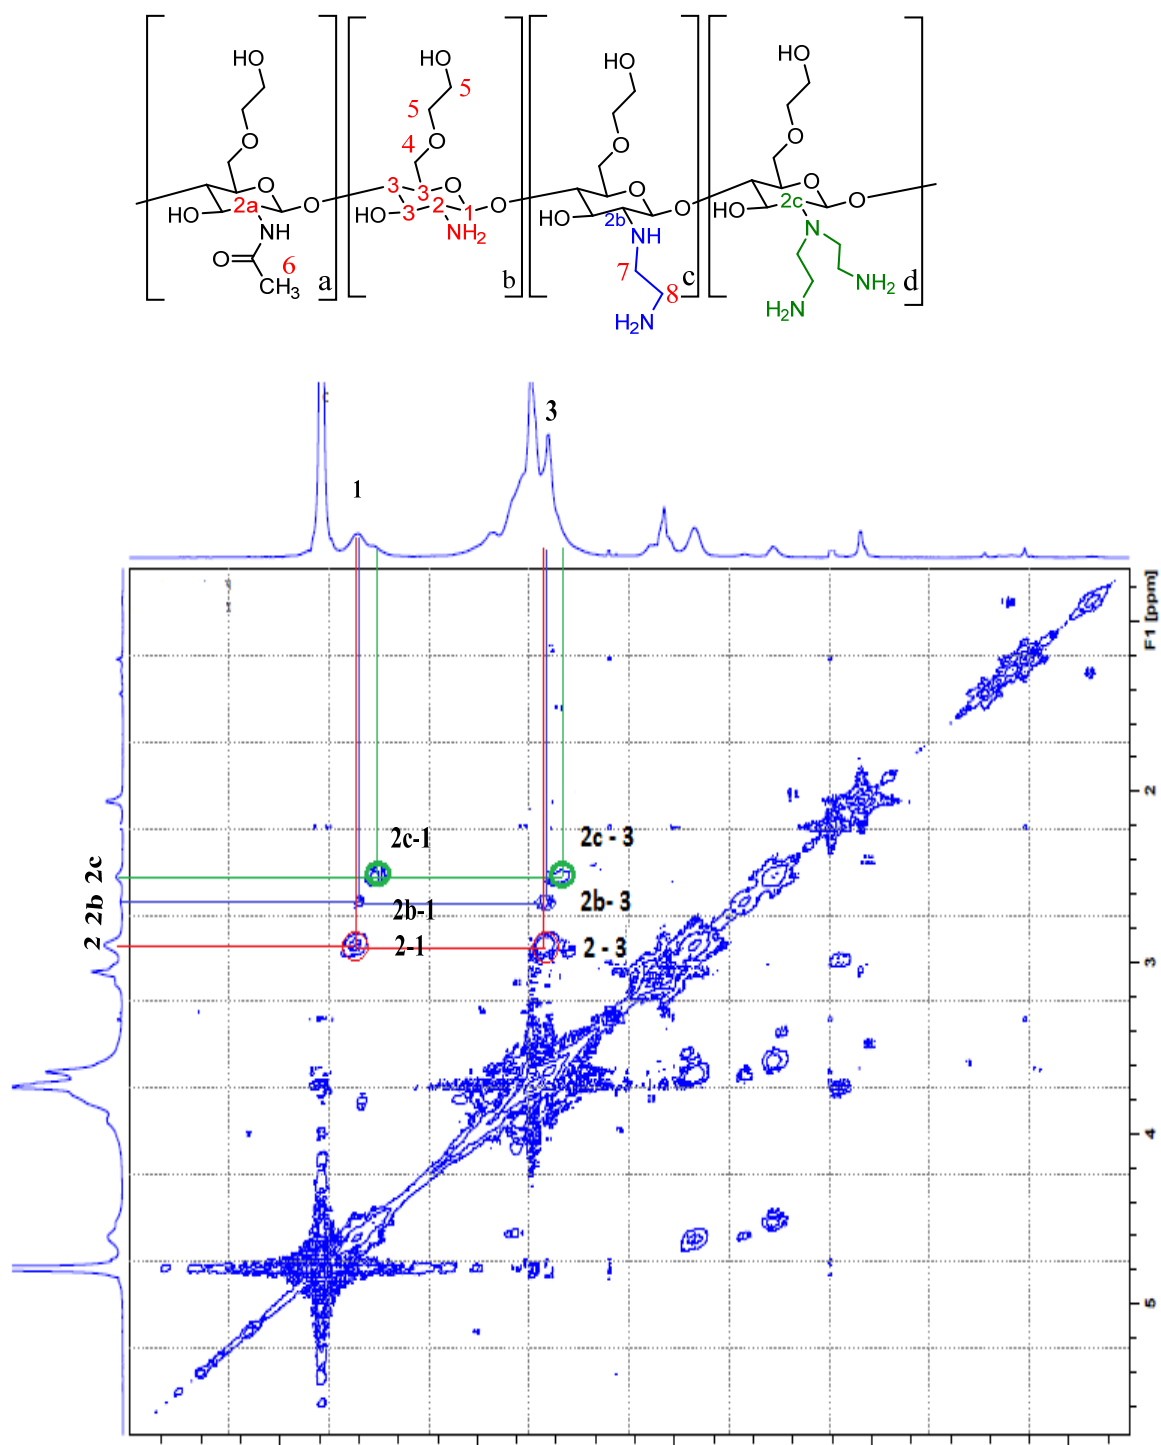 HO HO HO HO
5
5
O O O O
4
O 3 3 O O O
HO 2a O HO 3 2 1 O HO 2b O HO 2c O
NH NH2 NH N
O 6 7
CH3 a b 8 c NH2 d
H2N H2N
3
1
F1 [ppm]
2c-1 2c - 3
2b-1 2b- 3
2-1 2 - 3
2 2b 2c
2
3
4
5